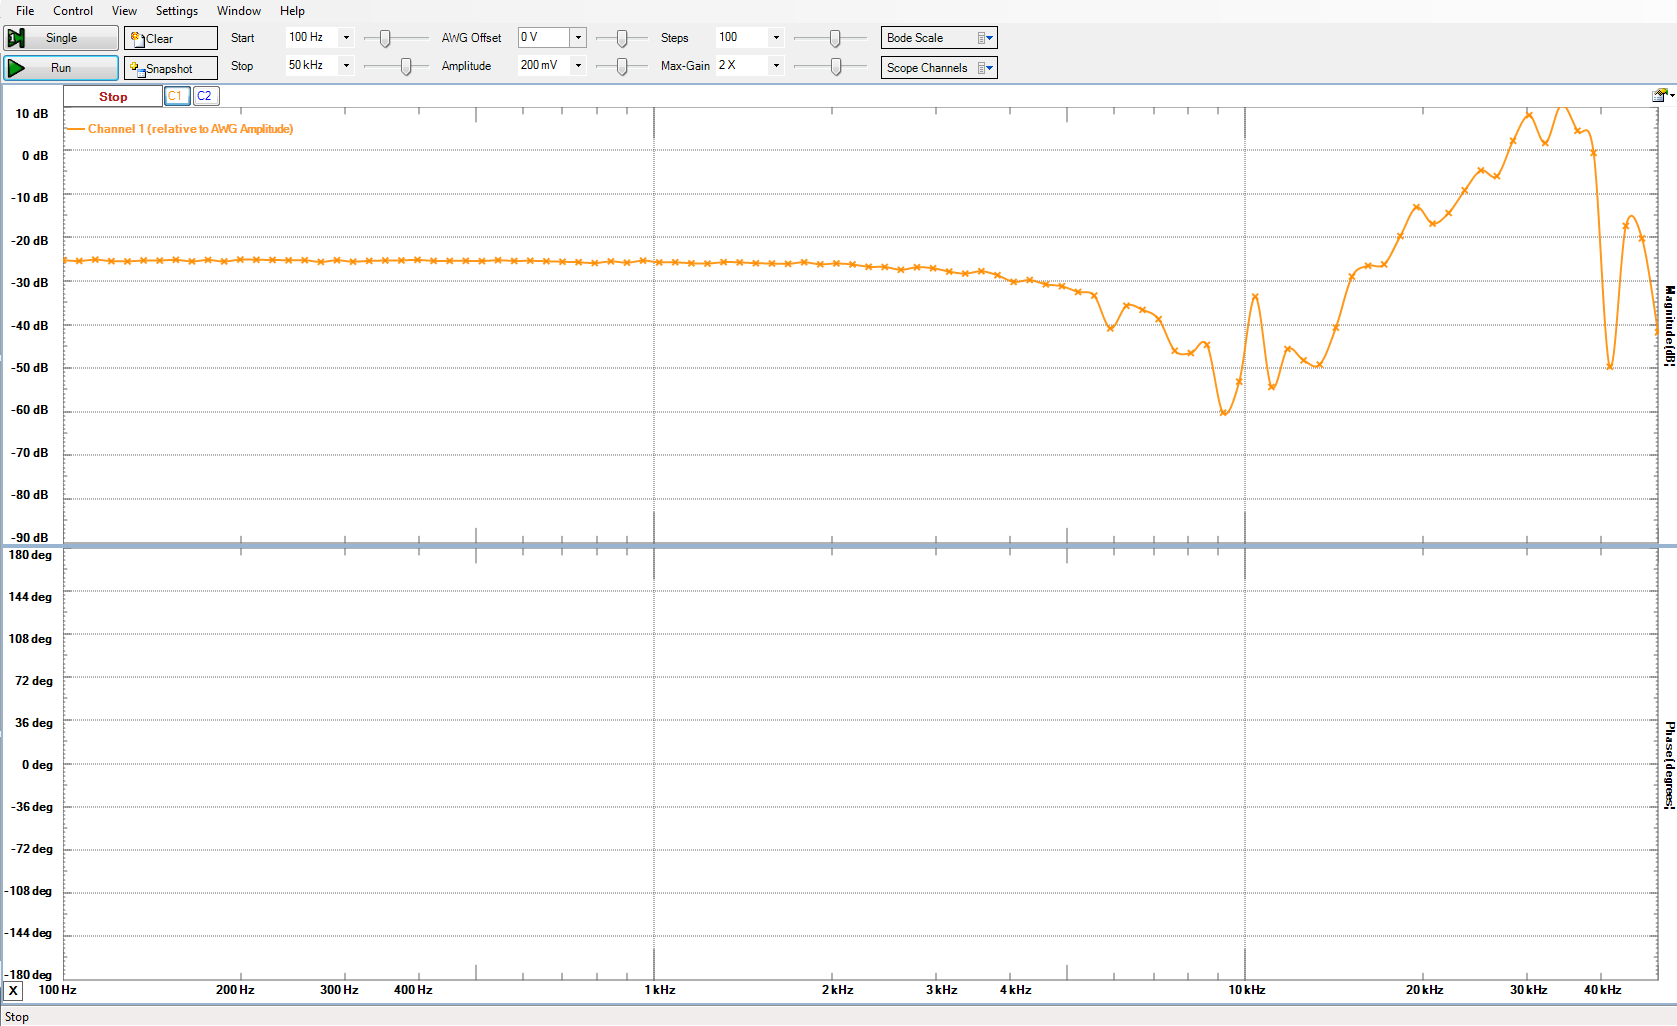 File Control View Settings Window Help
Single Clear Start 100 Hz AWG Offset 0 V Steps 100 Bode Scale
Run Snapshot Stop 50 kHz Amplitude 200 mV Max-Gain 2 X Scope Channels
Stop C1 C2
Channel 1 (relative to AWG Amplitude)
10 dB
0 dB
-10 dB
-20 dB
-30 dB
-40 dB
-50 dB
-60 dB
-70 dB
-80 dB
-90 dB
Magnitude (dB)
180 deg
144 deg
108 deg
72 deg
36 deg
0 deg
-36 deg
-72 deg
-108 deg
-144 deg
-180 deg
Phase (degrees)
X 100 Hz 200 Hz 300 Hz 400 Hz 1 kHz 2 kHz 3 kHz 4 kHz 10 kHz 20 kHz 30 kHz 40 kHz
Stop